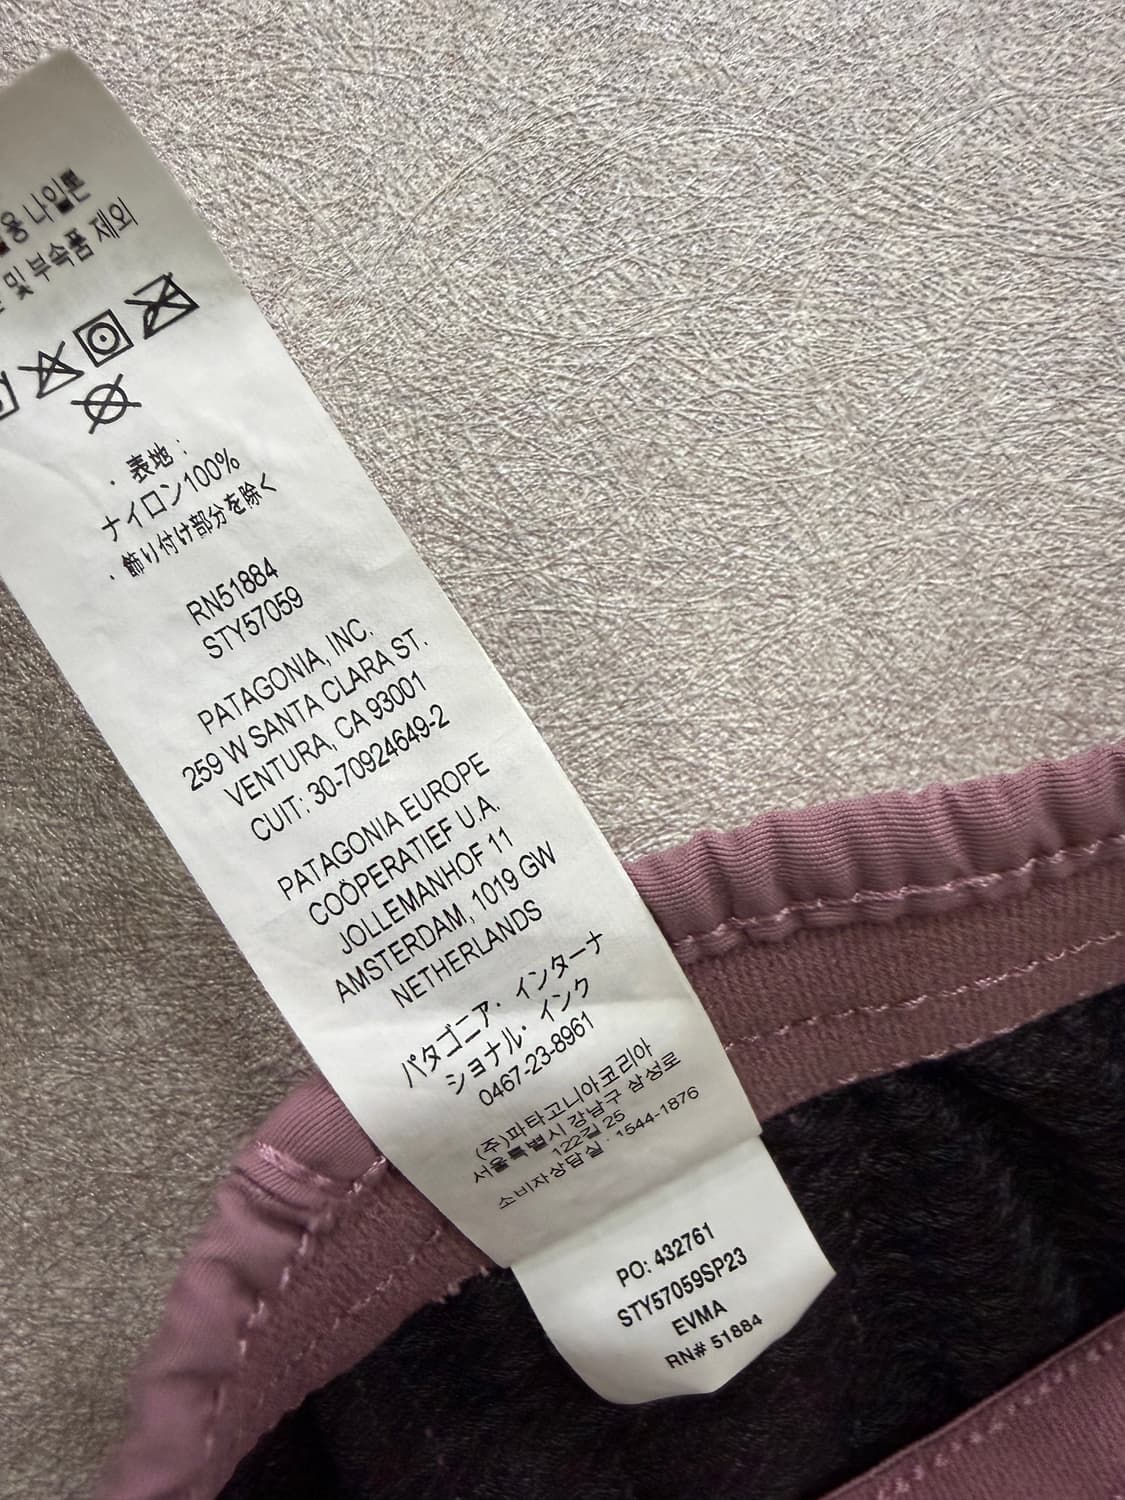 용 나일론
및 부속품 제외
・表地：
ナイロン100%
・飾り付け部分を除く
RN51884
STY57059
PATAGONIA, INC.
259 W SANTA CLARA ST.
VENTURA, CA 93001
CUIT: 30-70924649-2
PATAGONIA EUROPE
COÖPERATIEF U.A.
JOLLEMANHOF 11
AMSTERDAM, 1019 GW
NETHERLANDS
パタゴニア・インターナ
ショナル・インク
0467-23-8961
(주)파타고니아코리아
서울특별시 강남구 삼성로
122길 25
소비자상담실: 1544-1876
PO: 432761
STY57059SP23
EVMA
RN# 51884